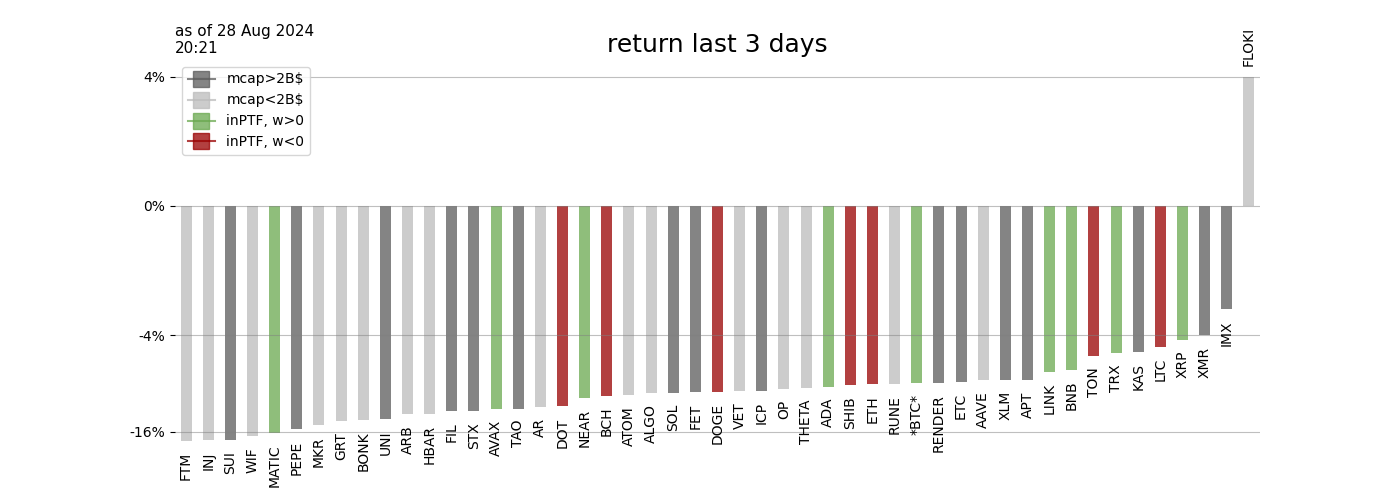 as of 28 Aug 2024
20:21
return last 3 days
mcap>2B$
mcap<2B$
inPTF, w>0
inPTF, w<0
4%
0%
-4%
-16%
FTM
INJ
SUI
WIF
MATIC
PEPE
MKR
GRT
BONK
UNI
ARB
HBAR
FIL
STX
AVAX
TAO
AR
DOT
NEAR
BCH
ATOM
ALGO
SOL
FET
DOGE
VET
ICP
OP
THETA
ADA
SHIB
ETH
RUNE
*BTC*
RENDER
ETC
AAVE
XLM
APT
LINK
BNB
TON
TRX
KAS
LTC
XRP
XMR
IMX
FLOKI